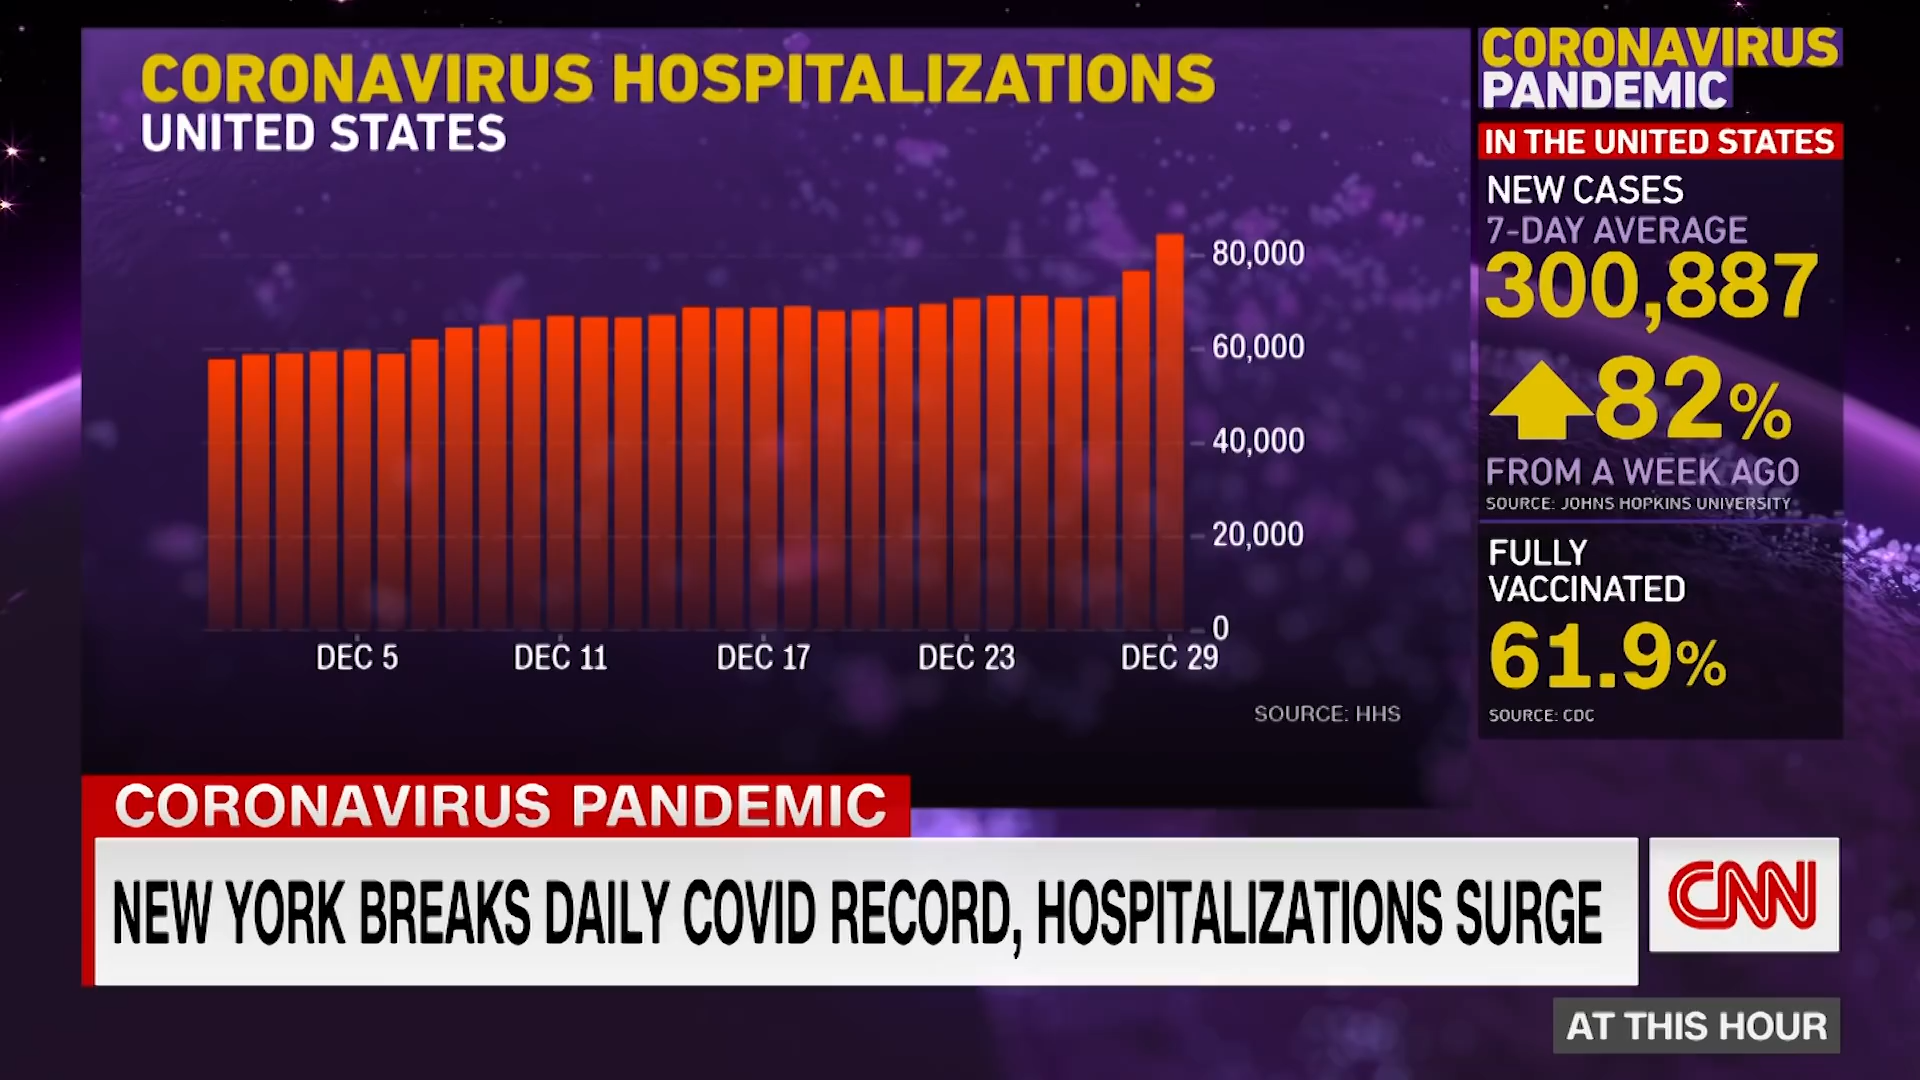 CORONAVIRUS HOSPITALIZATIONS
UNITED STATES
80,000
60,000
40,000
20,000
0
DEC 5
DEC 11
DEC 17
DEC 23
DEC 29
SOURCE: HHS
CORONAVIRUS
PANDEMIC
IN THE UNITED STATES
NEW CASES
7-DAY AVERAGE
300,887
82%
FROM A WEEK AGO
SOURCE: JOHNS HOPKINS UNIVERSITY
FULLY
VACCINATED
61.9%
SOURCE: CDC
CORONAVIRUS PANDEMIC
NEW YORK BREAKS DAILY COVID RECORD, HOSPITALIZATIONS SURGE
CNN
AT THIS HOUR